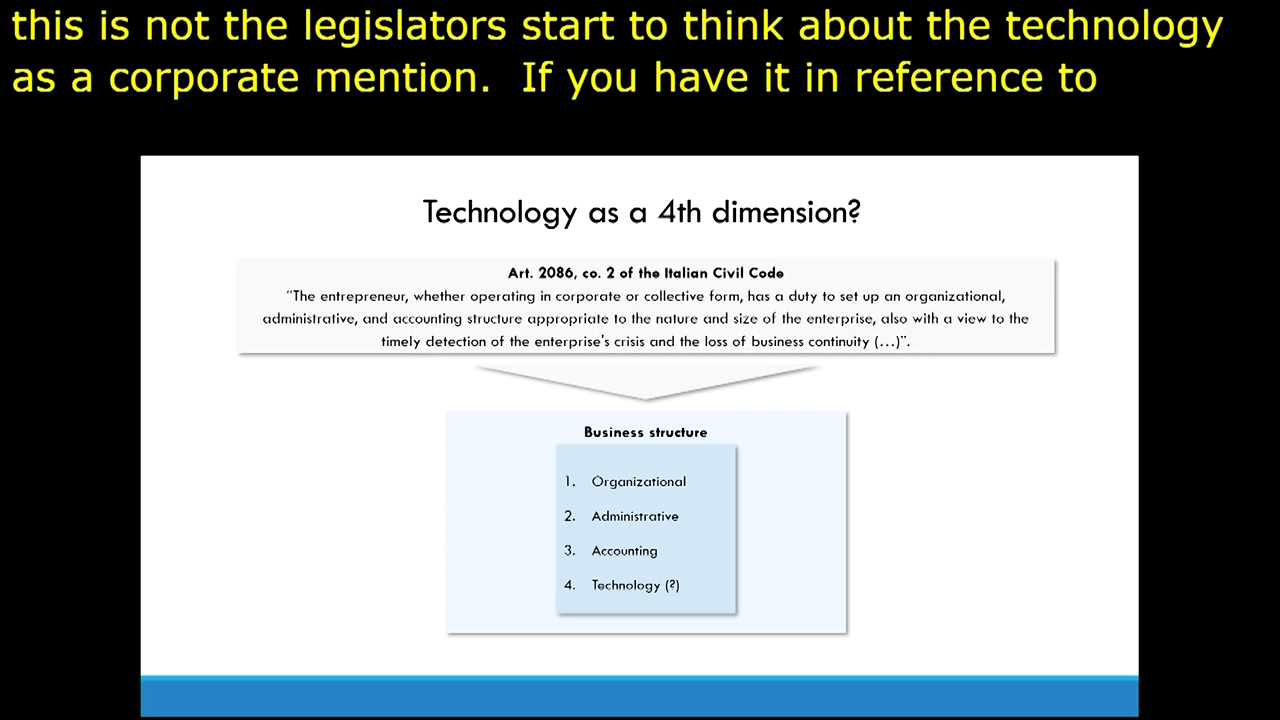 this is not the legislators start to think about the technology
as a corporate mention.  If you have it in reference to
Technology as a 4th dimension?
Art. 2086, co. 2 of the Italian Civil Code
“The entrepreneur, whether operating in corporate or collective form, has a duty to set up an organizational,
administrative, and accounting structure appropriate to the nature and size of the enterprise, also with a view to the
timely detection of the enterprise's crisis and the loss of business continuity (…)”.
Business structure
1. Organizational
2. Administrative
3. Accounting
4. Technology (?)